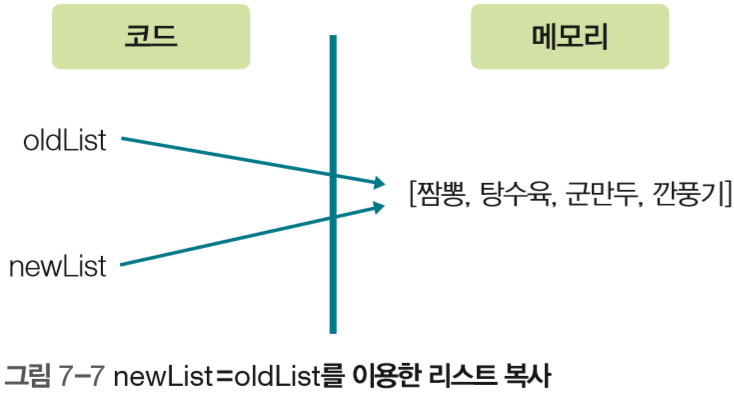 코드
메모리
oldList
[짬뽕, 탕수육, 군만두, 깐풍기]
newList
그림 7-7 newList=oldList를 이용한 리스트 복사